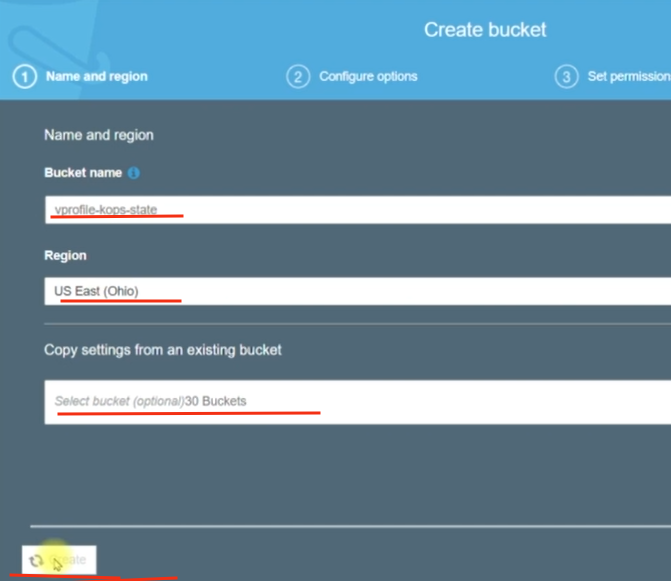 Create bucket
1 Name and region
2 Configure options
3 Set permission
Name and region
Bucket name
vprofile-kops-state
Region
US East (Ohio)
Copy settings from an existing bucket
Select bucket (optional)30 Buckets
Create